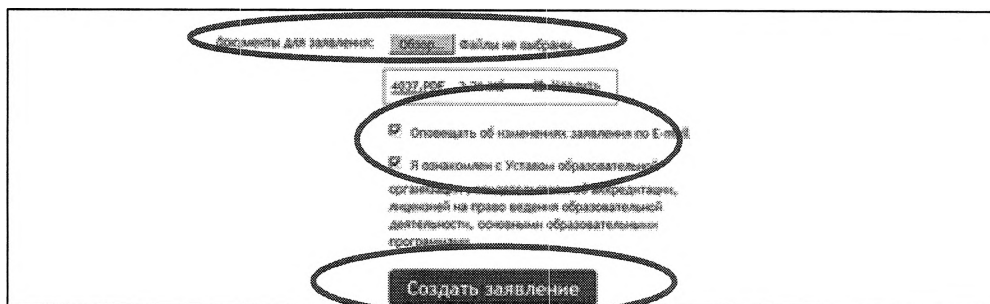 Документы для заявления: Обзор... Файлы не выбраны.
4037.PDF
Оповещать об изменениях заявления по E-mail
Я ознакомлен с Уставом образовательной
организации
аккредитации,
лицензией на право ведения образовательной
деятельности, основными образовательными
программами
Создать заявление